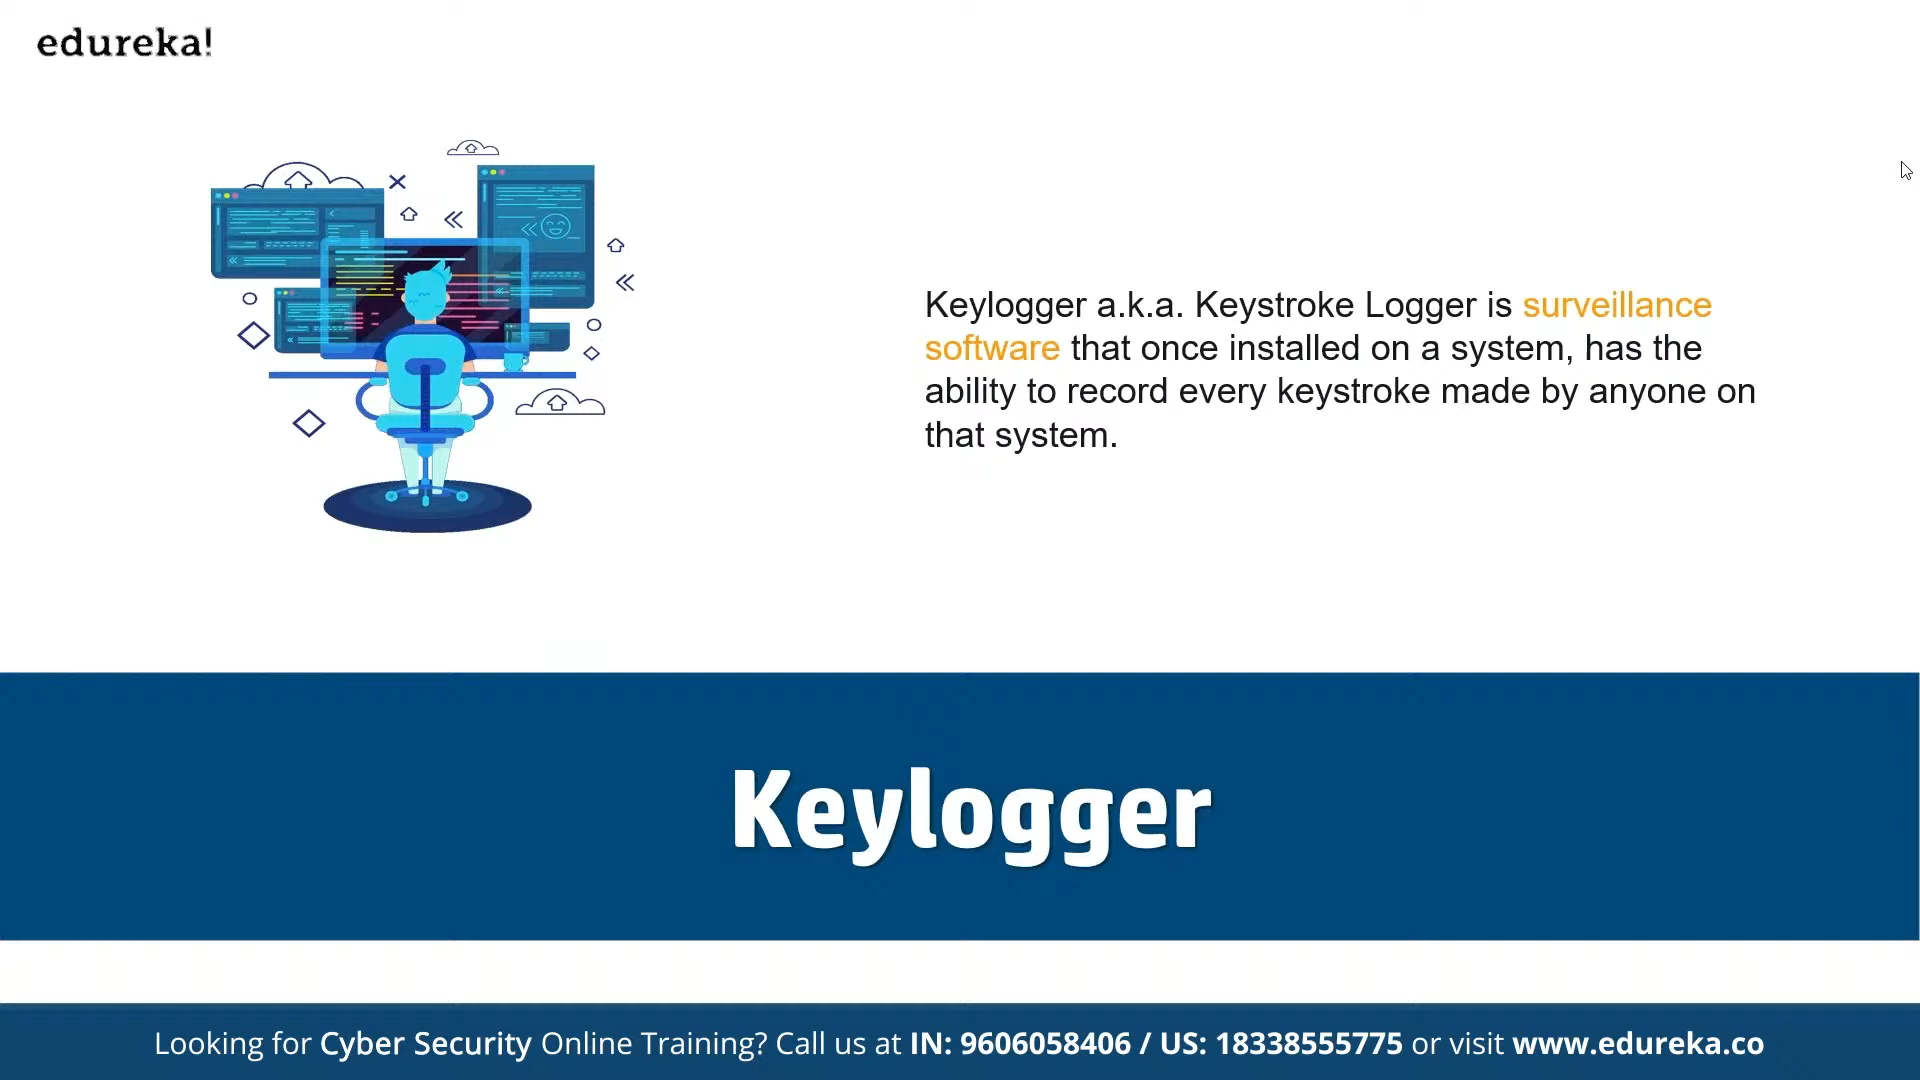 edureka!
Keylogger a.k.a. Keystroke Logger is surveillance
software that once installed on a system, has the
ability to record every keystroke made by anyone on
that system.
Keylogger
Looking for Cyber Security Online Training? Call us at IN: 9606058406 / US: 18338555775 or visit www.edureka.co